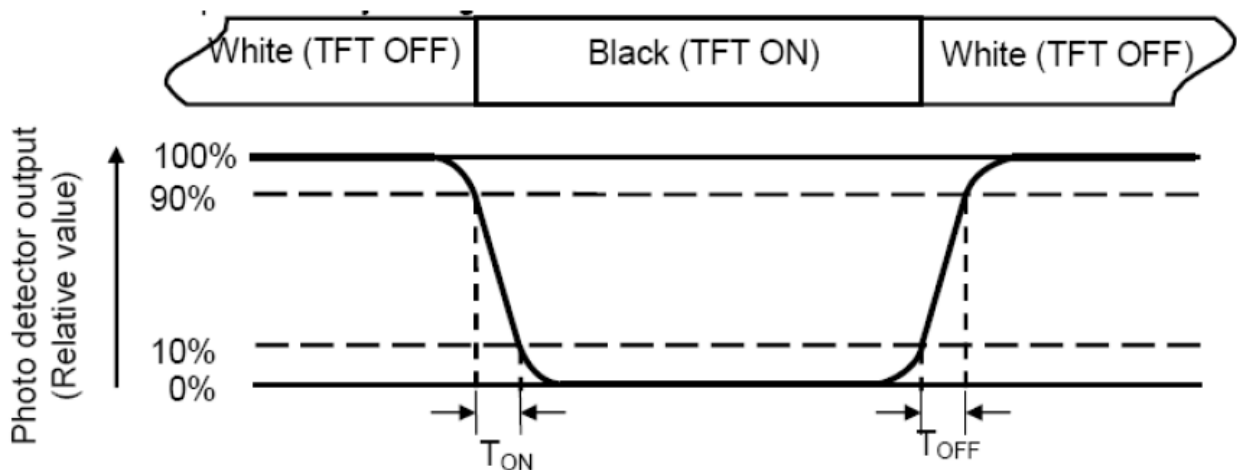 White (TFT OFF) Black (TFT ON) White (TFT OFF)
Photo detector output
(Relative value)
100%
90%
10%
0%
TON
TOFF